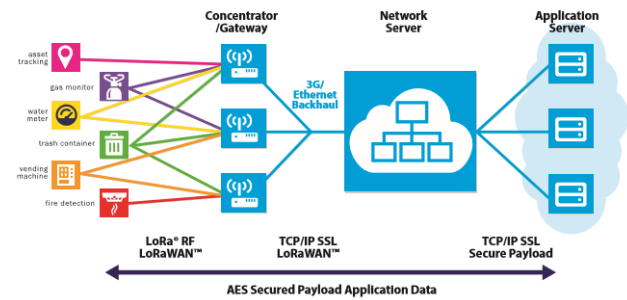 Concentrator
/Gateway
Network
Server
Application
Server
asset
tracking
gas monitor
water
meter
trash container
vending
machine
fire detection
3G/
Ethernet
Backhaul
LoRa® RF
LoRaWAN™
TCP/IP SSL
LoRaWAN™
TCP/IP SSL
Secure Payload
AES Secured Payload Application Data